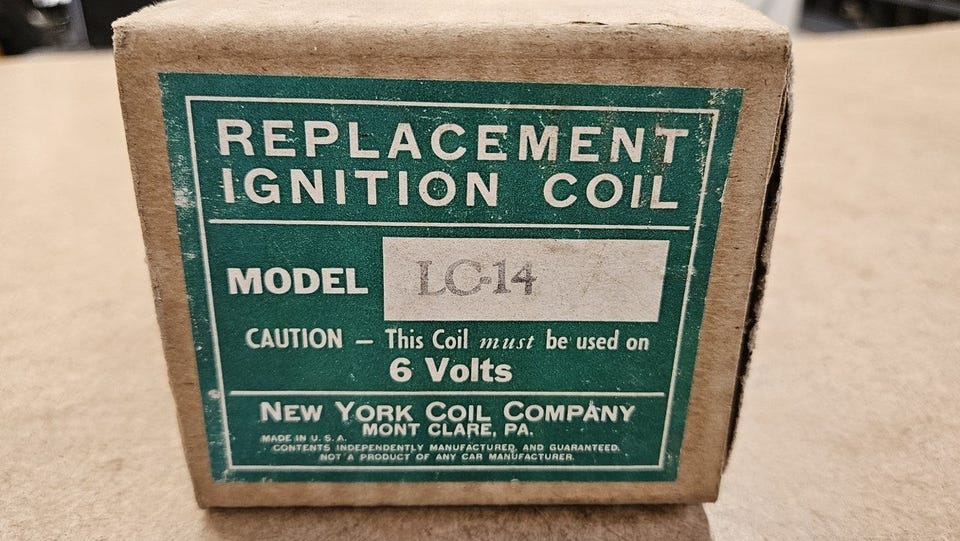 REPLACEMENT
IGNITION COIL
MODEL LC-14
CAUTION — This Coil must be used on
6 Volts
NEW YORK COIL COMPANY
MONT CLARE, PA.
MADE IN U. S. A.
CONTENTS INDEPENDENTLY MANUFACTURED, AND GUARANTEED.
NOT A PRODUCT OF ANY CAR MANUFACTURER.